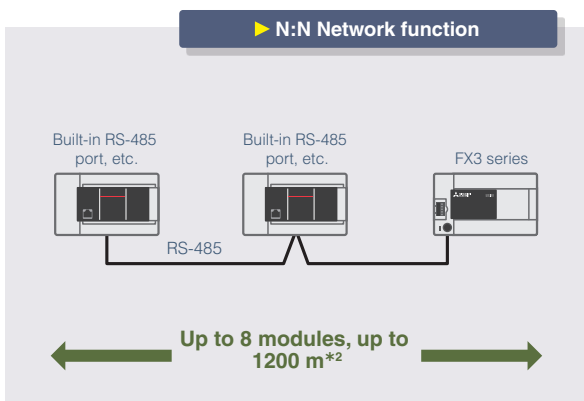 ► N:N Network function
Built-in RS-485
port, etc.
Built-in RS-485
port, etc.
FX3 series
RS-485
Up to 8 modules, up to
1200 m*2